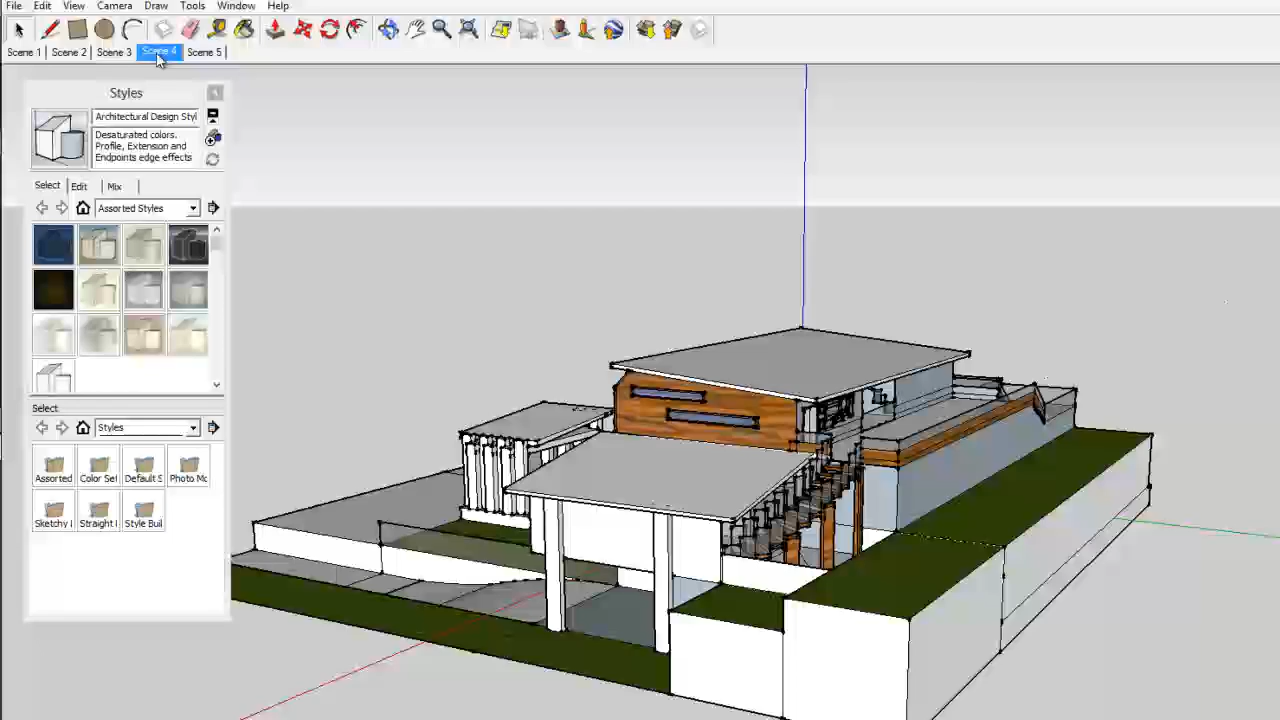 File Edit View Camera Draw Tools Window Help
Scene 1 Scene 2 Scene 3 Scene 4 Scene 5
Styles
Architectural Design Styl
Desaturated colors.
Profile, Extension and
Endpoints edge effects
Select Edit Mix
Assorted Styles
Select
Styles
Assorted Color Set Default S Photo Mo
Sketchy I Straight I Style Buil